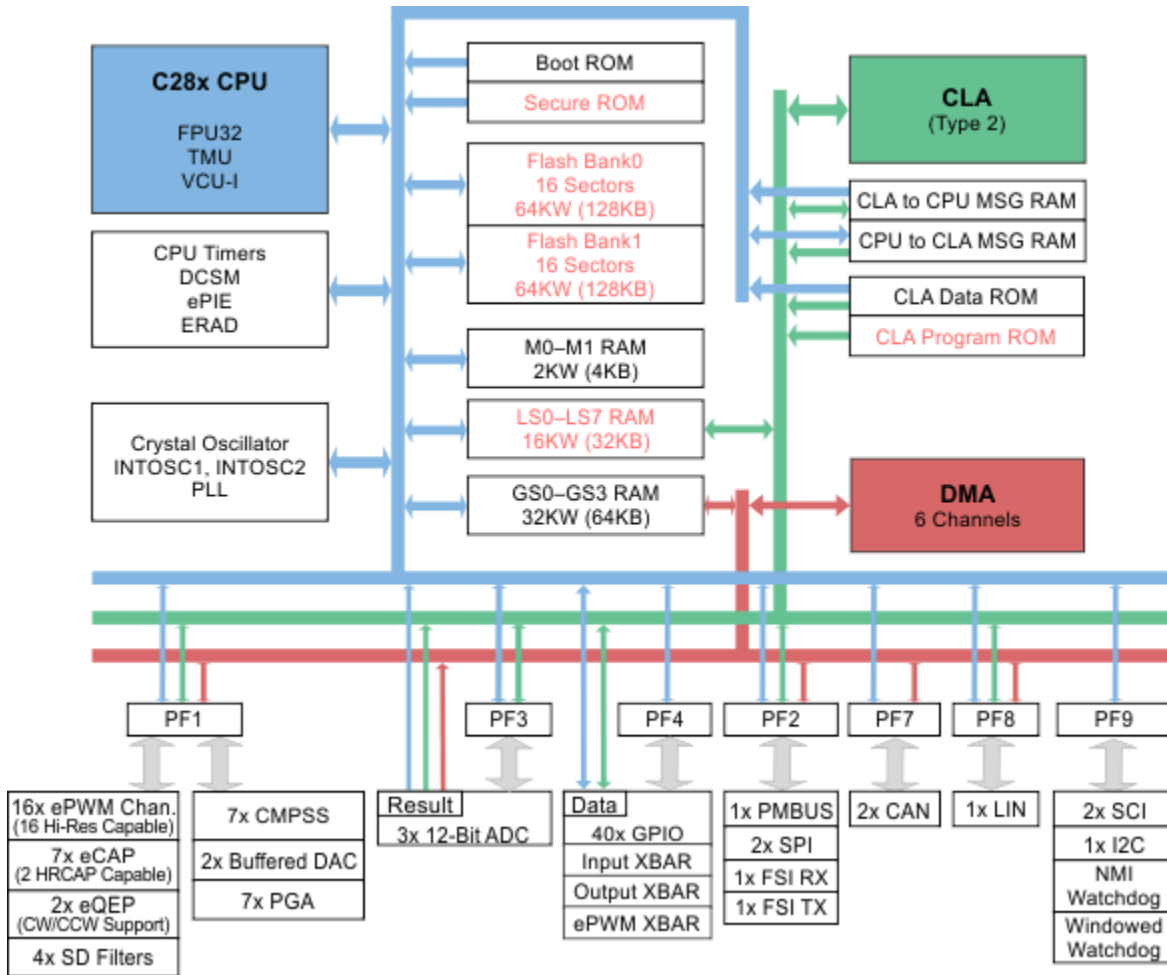 C28x CPU
FPU32
TMU
VCU-I
CPU Timers
DCSM
ePIE
ERAD
Crystal Oscillator
INTOSC1, INTOSC2
PLL
Boot ROM
Secure ROM
Flash Bank0
16 Sectors
64KW (128KB)
Flash Bank1
16 Sectors
64KW (128KB)
M0–M1 RAM
2KW (4KB)
LS0–LS7 RAM
16KW (32KB)
GS0–GS3 RAM
32KW (64KB)
CLA
(Type 2)
CLA to CPU MSG RAM
CPU to CLA MSG RAM
CLA Data ROM
CLA Program ROM
DMA
6 Channels
PF1
PF3
PF4
PF2
PF7
PF8
PF9
16x ePWM Chan.
(16 Hi-Res Capable)
7x eCAP
(2 HRCAP Capable)
2x eQEP
(CW/CCW Support)
4x SD Filters
7x CMPSS
2x Buffered DAC
7x PGA
Result
3x 12-Bit ADC
Data
40x GPIO
Input XBAR
Output XBAR
ePWM XBAR
1x PMBUS
2x SPI
1x FSI RX
1x FSI TX
2x CAN
1x LIN
2x SCI
1x I2C
NMI
Watchdog
Windowed
Watchdog